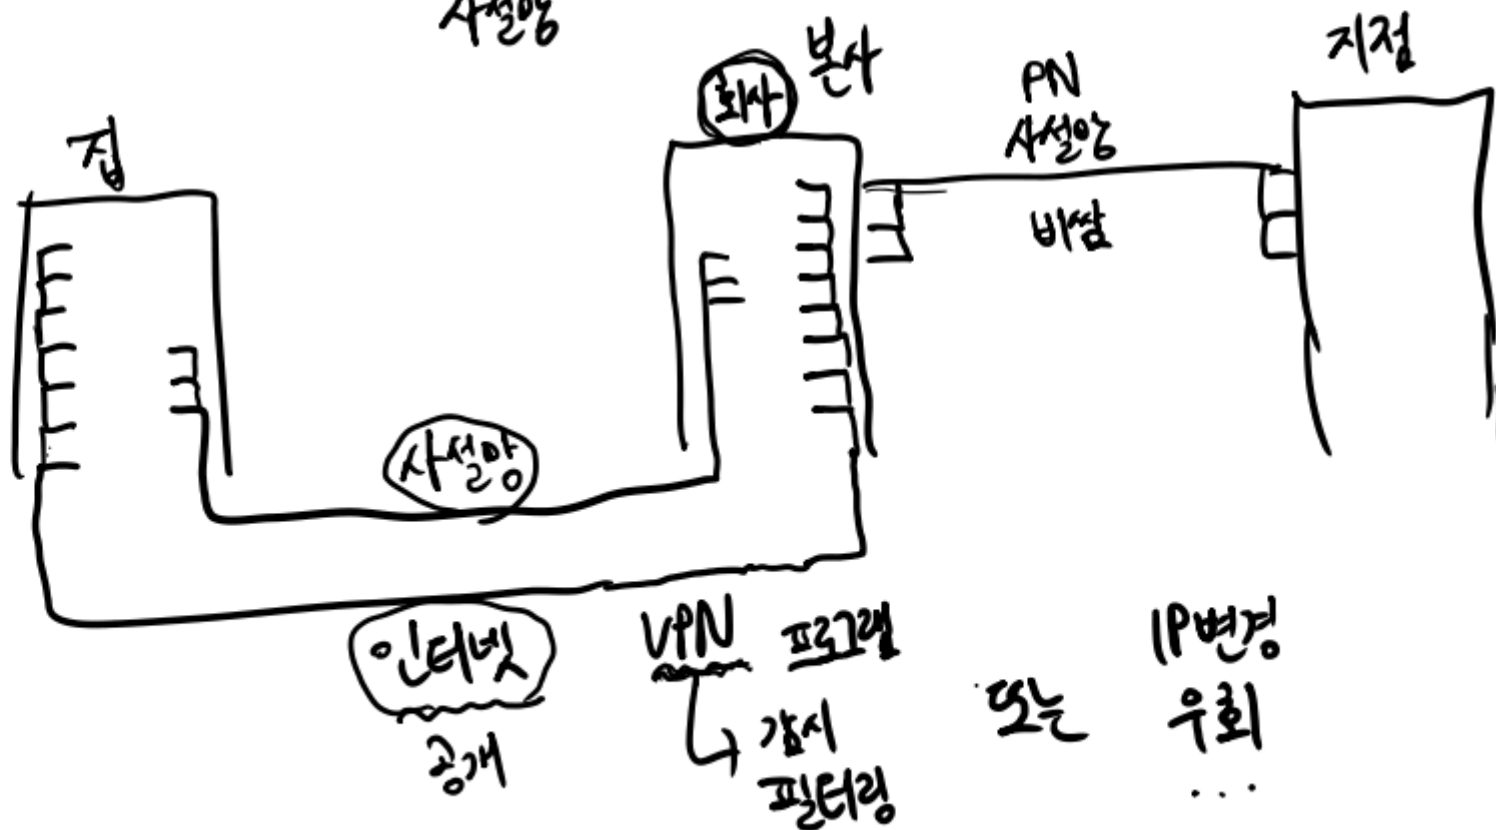 사설망
집
회사
본사
PN
사설망
비쌈
지점
사설망
인터넷
공개
VPN 프로그램
감시
필터링
또는
IP변경
우회
...